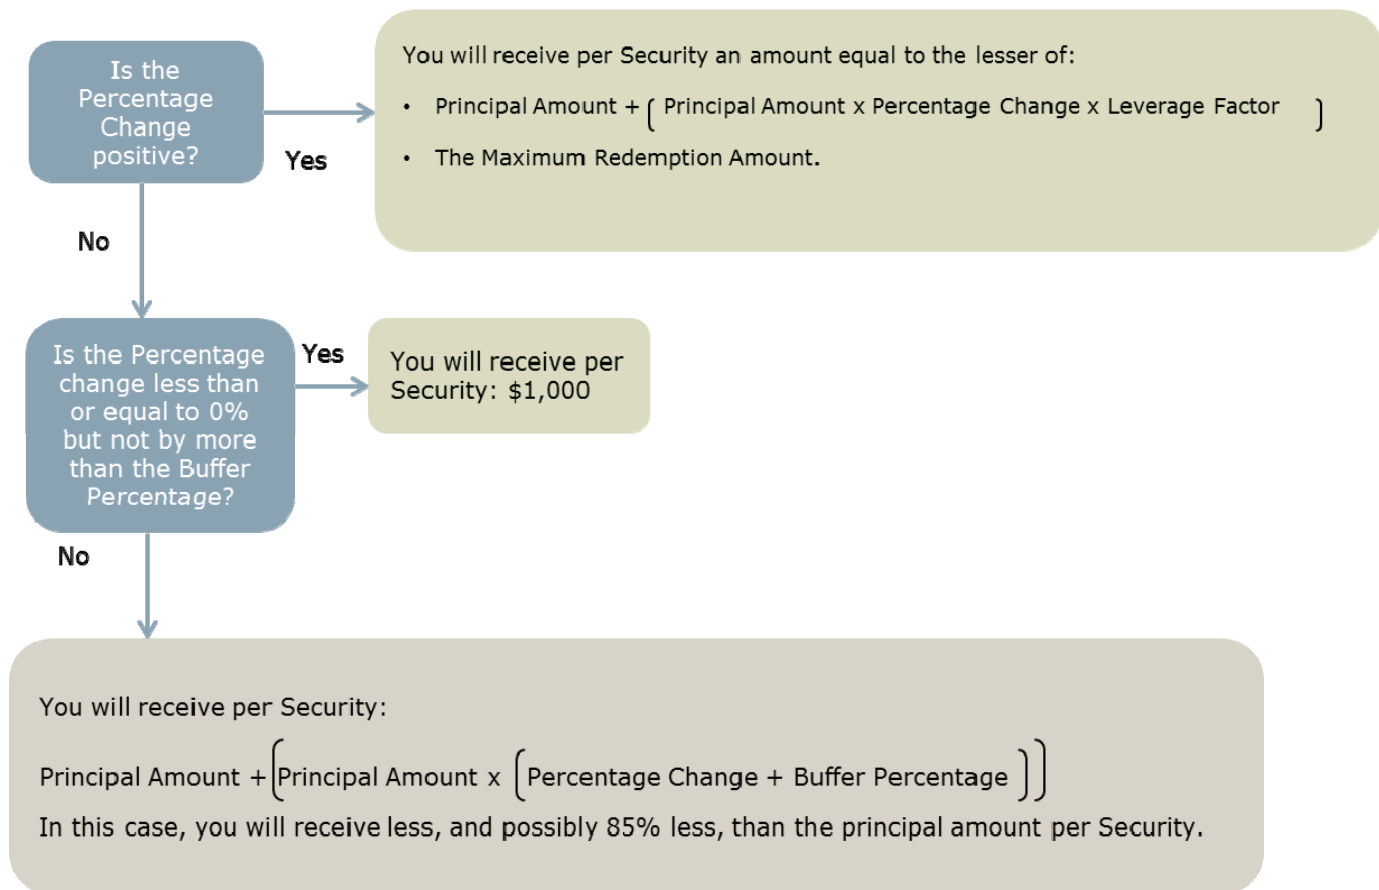 Is the
Percentage
Change
positive?
Yes
You will receive per Security an amount equal to the lesser of:
• Principal Amount + ( Principal Amount x Percentage Change x Leverage Factor )
• The Maximum Redemption Amount.
No
Is the Percentage
change less than
or equal to 0%
but not by more
than the Buffer
Percentage?
Yes
You will receive per
Security: $1,000
No
You will receive per Security:
Principal Amount + (Principal Amount x (Percentage Change + Buffer Percentage ))
In this case, you will receive less, and possibly 85% less, than the principal amount per Security.